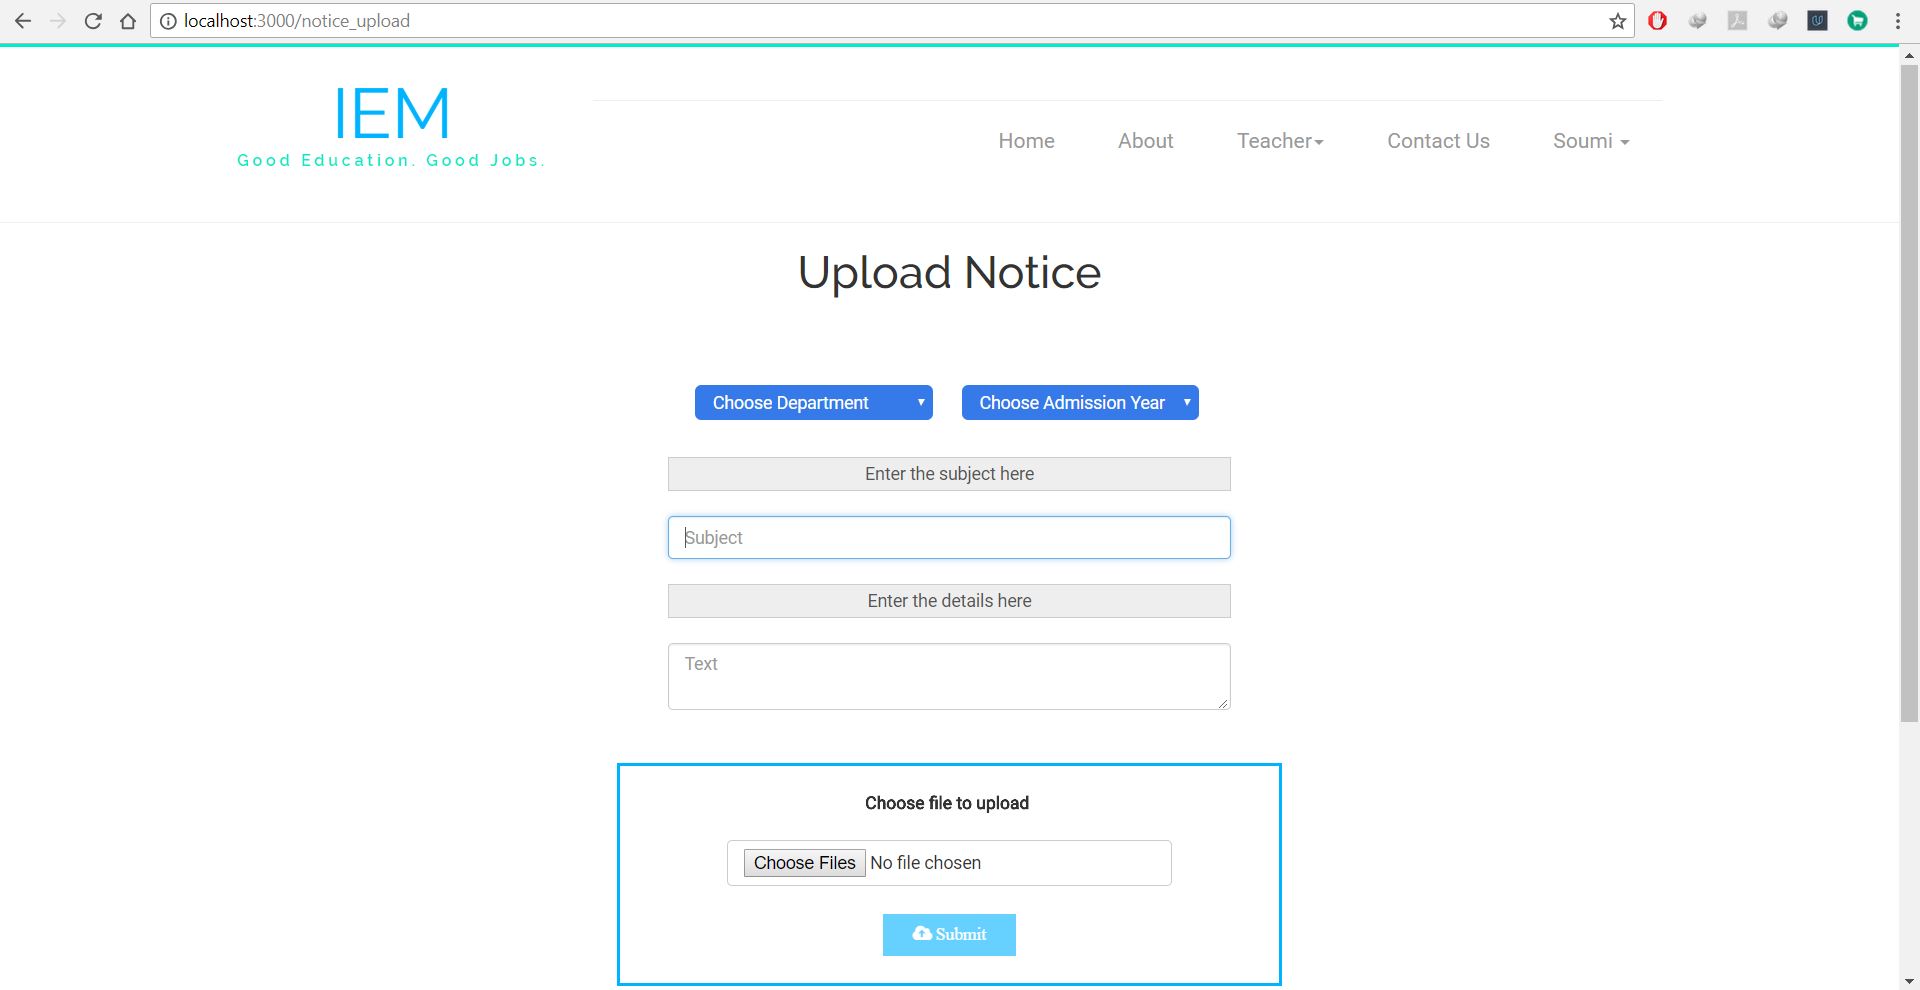 localhost:3000/notice_upload
IEM
Good Education. Good Jobs.
Home About Teacher Contact Us Soumi
Upload Notice
Choose Department Choose Admission Year
Enter the subject here
Subject
Enter the details here
Text
Choose file to upload
Choose Files No file chosen
Submit